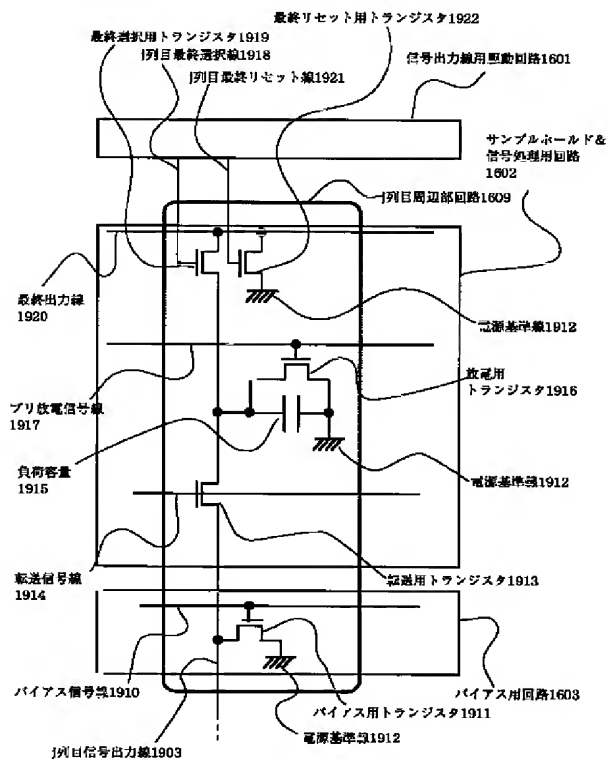 最終リセット用トランジスタ1922
最終選択用トランジスタ1919
j列目最終選択線1918
j列目最終リセット線1921
信号出力線用駆動回路1601
サンプルホールド&
信号処理用回路
1602
j列目周辺部回路1609
最終出力線
1920
電源基準線1912
プリ放電信号線
1917
放電用
トランジスタ1916
負荷容量
1915
電源基準線1912
転送信号線
1914
転送用トランジスタ1913
バイアス信号線1910
バイアス用トランジスタ1911
バイアス用回路1603
電源基準線1912
j列目信号出力線1903